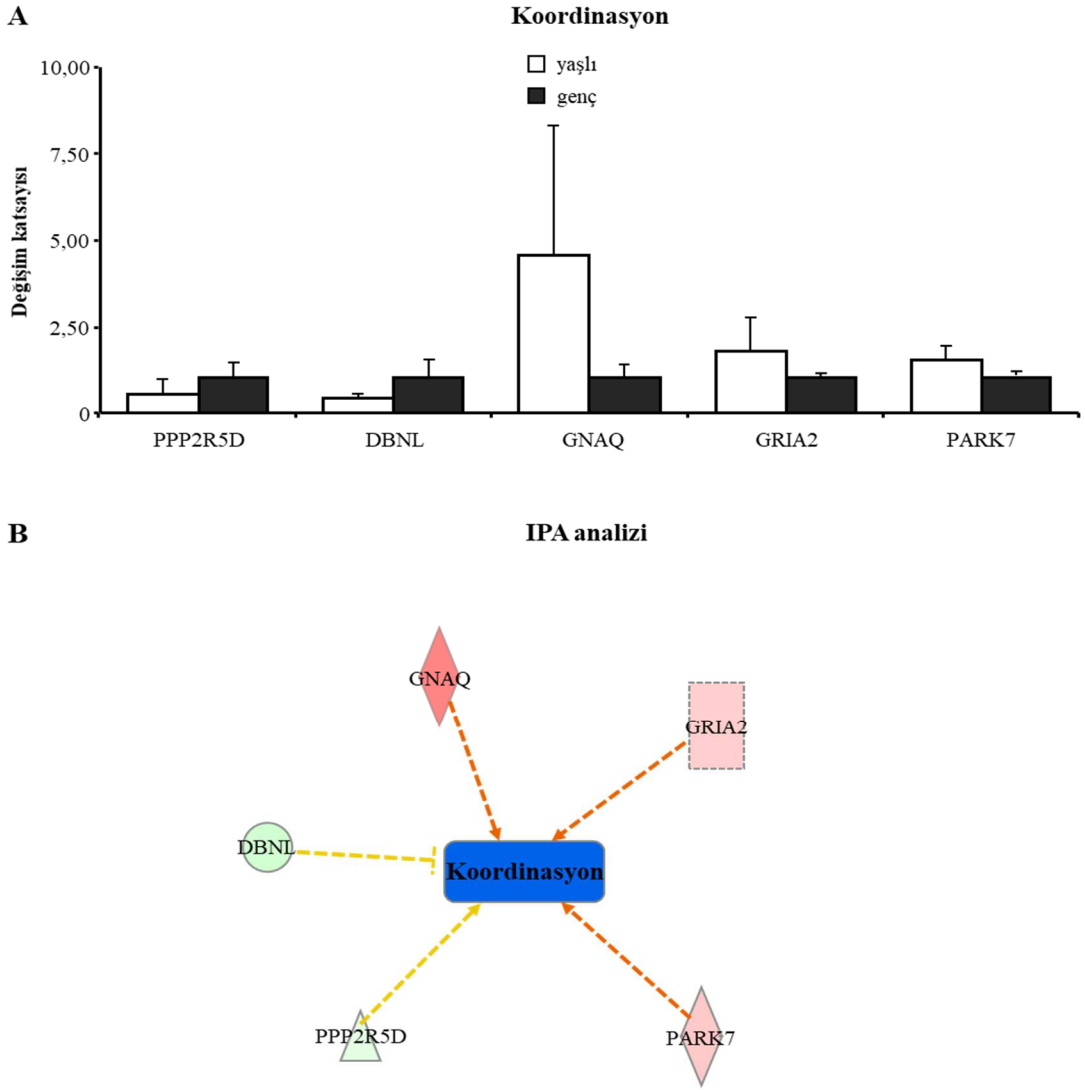 A
Koordinasyon
yaşlı
genç
Değişim katsayısı
10,00
7,50
5,00
2,50
0
PPP2R5D
DBNL
GNAQ
GRIA2
PARK7
B
IPA analizi
GNAQ
GRIA2
DBNL
Koordinasyon
PPP2R5D
PARK7